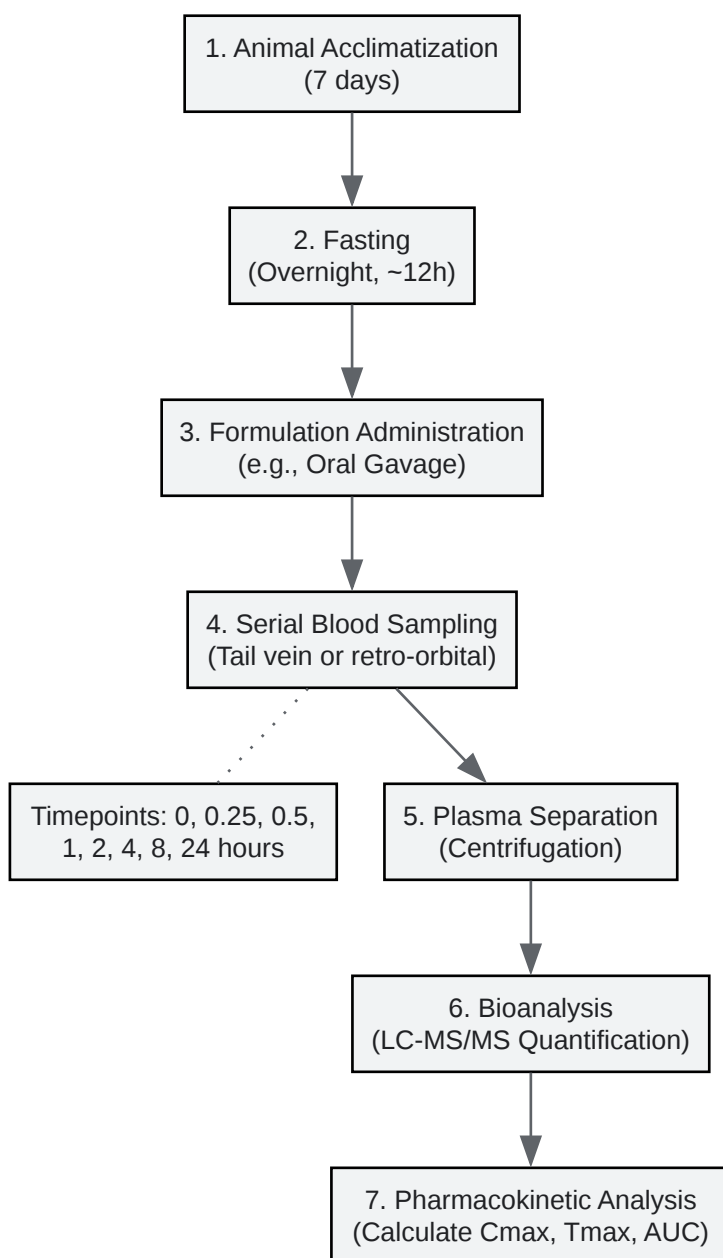 1. Animal Acclimatization
(7 days)
2. Fasting
(Overnight, ~12h)
3. Formulation Administration
(e.g., Oral Gavage)
4. Serial Blood Sampling
(Tail vein or retro-orbital)
Timepoints: 0, 0.25, 0.5,
1, 2, 4, 8, 24 hours
5. Plasma Separation
(Centrifugation)
6. Bioanalysis
(LC-MS/MS Quantification)
7. Pharmacokinetic Analysis
(Calculate Cmax, Tmax, AUC)